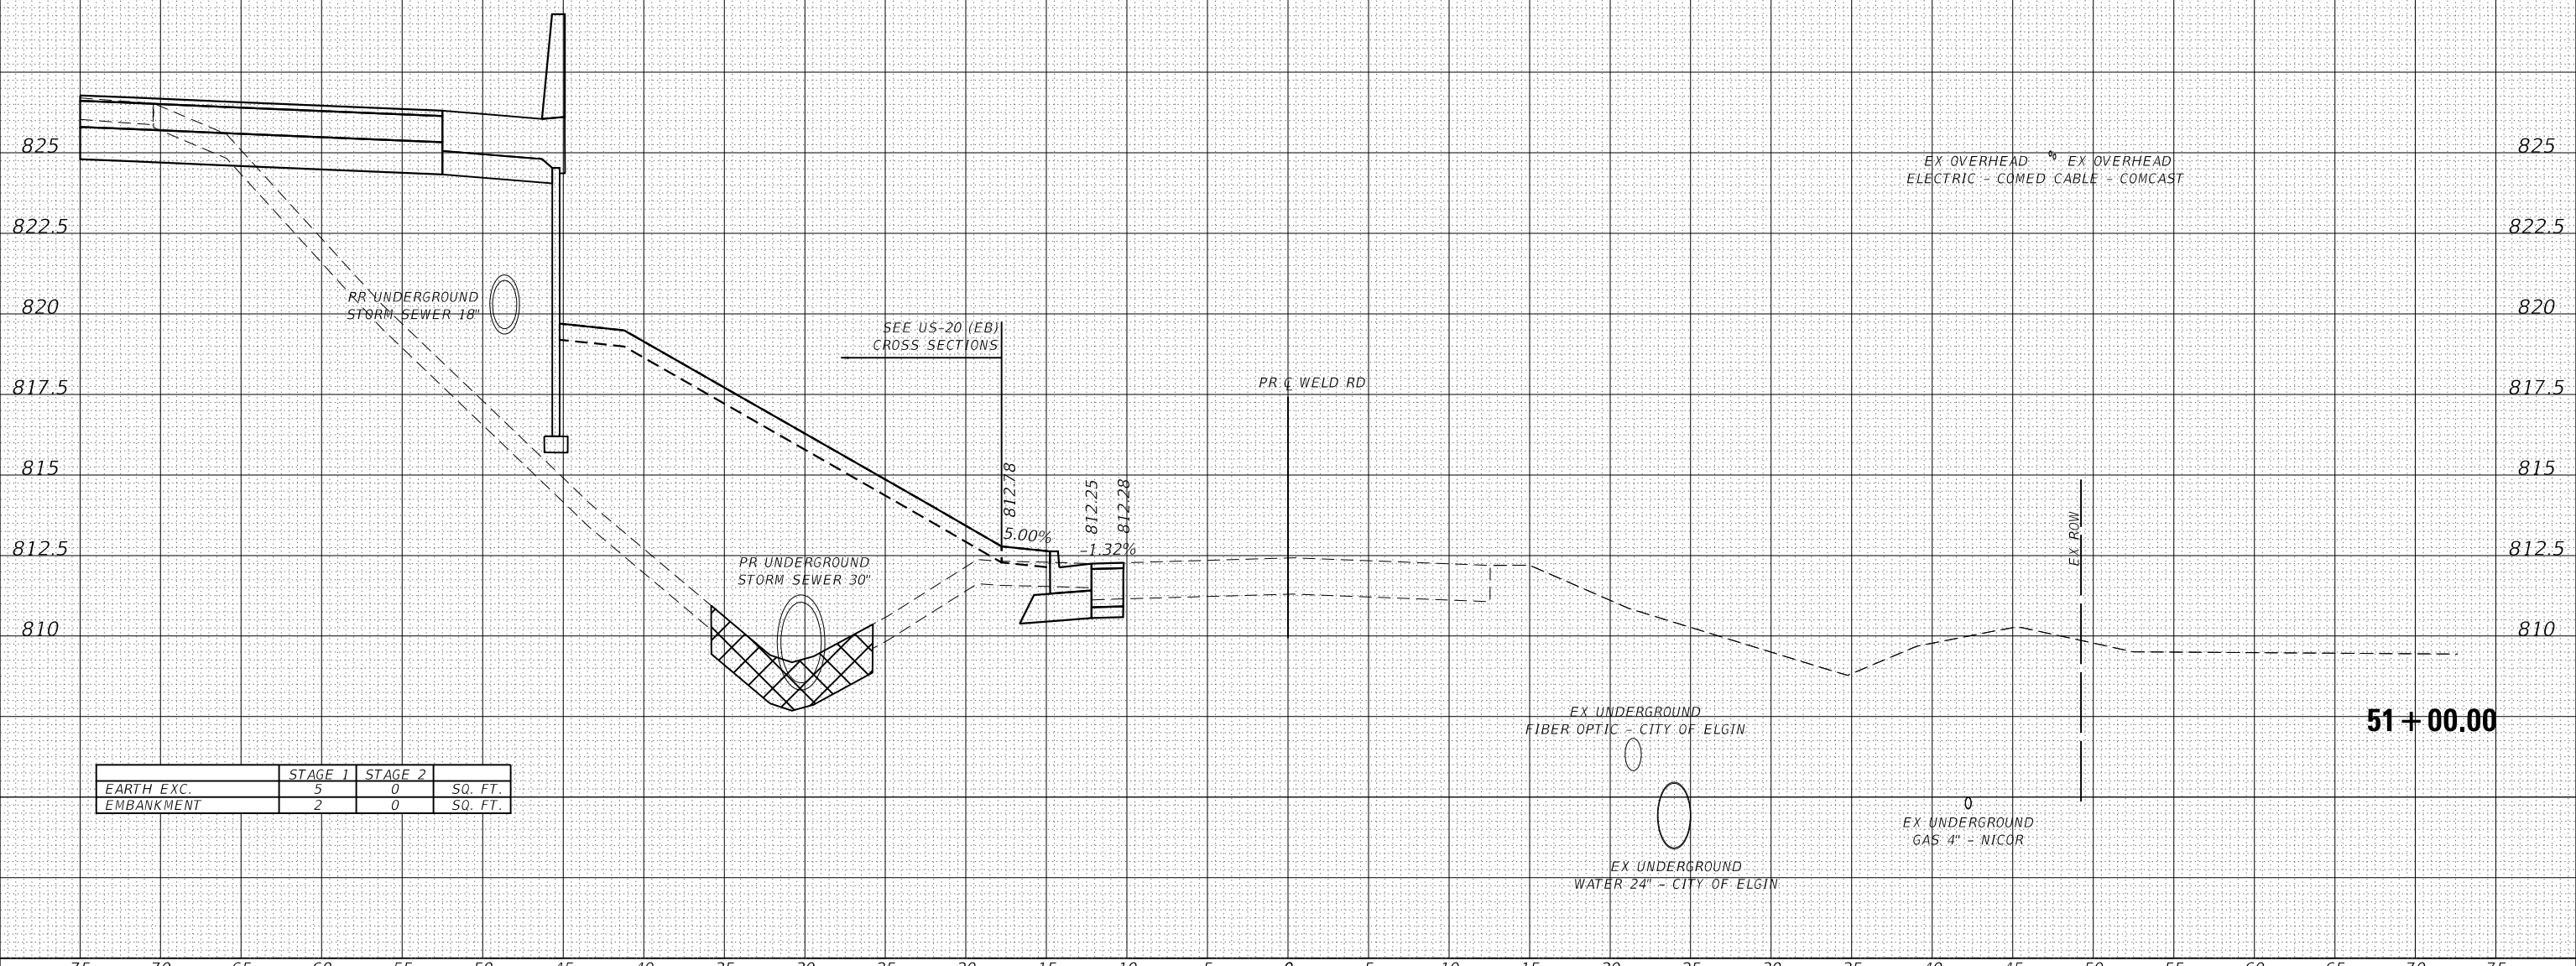 825
825
EX OVERHEAD EX OVERHEAD
ELECTRIC – COMED CABLE – COMCAST
822.5
822.5
PR UNDERGROUND
STORM SEWER 18"
820
820
SEE US–20 (EB)
CROSS SECTIONS
817.5
PR ℄ WELD RD
817.5
815
815
812.78
812.25
812.28
5.00%
–1.32%
812.5
EX ROW
812.5
PR UNDERGROUND
STORM SEWER 30"
810
810
EX UNDERGROUND
FIBER OPTIC – CITY OF ELGIN
51+00.00
STAGE 1 STAGE 2
EARTH EXC. 5 0 SQ. FT.
EMBANKMENT 2 0 SQ. FT.
EX UNDERGROUND
GAS 4" – NICOR
EX UNDERGROUND
WATER 24" – CITY OF ELGIN